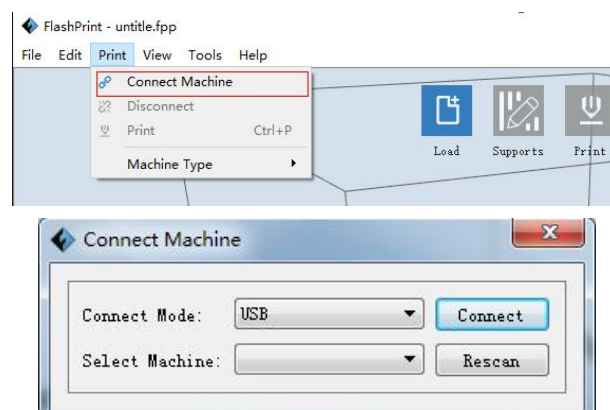 FlashPrint - untitle.fpp
File Edit Print View Tools Help
Connect Machine
Disconnect
Print Ctrl+P
Machine Type
Load Supports Print
Connect Machine
Connect Mode: USB Connect
Select Machine: Rescan